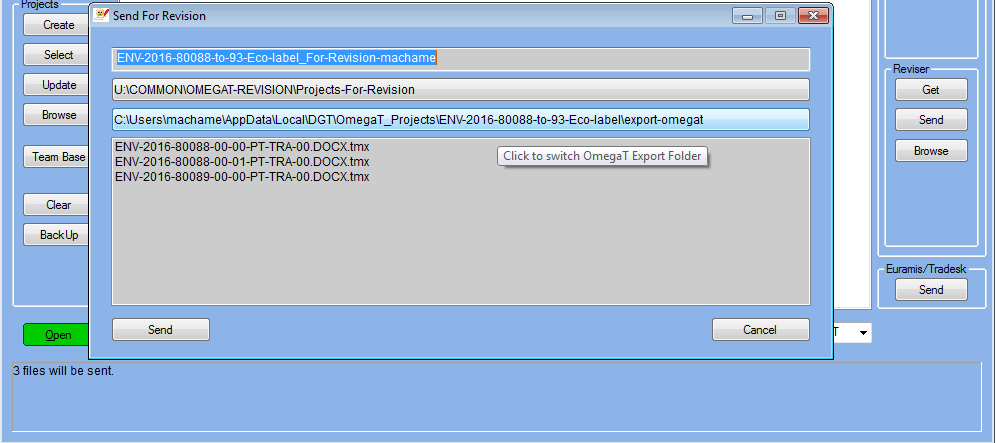 Projects
Create
Select
Update
Browse
Team Base
Clear
BackUp
Open
Send For Revision
ENV-2016-80088-to-93-Eco-label_For-Revision-machame
U:\COMMON\OMEGAT-REVISION\Projects-For-Revision
C:\Users\machame\AppData\Local\DGT\OmegaT_Projects\ENV-2016-80088-to-93-Eco-label\export-omegat
Click to switch OmegaT Export Folder
ENV-2016-80088-00-00-PT-TRA-00.DOCX.tmx
ENV-2016-80088-00-01-PT-TRA-00.DOCX.tmx
ENV-2016-80089-00-00-PT-TRA-00.DOCX.tmx
Send
Cancel
Reviser
Get
Send
Browse
Euramis/Tradesk
Send
T
3 files will be sent.